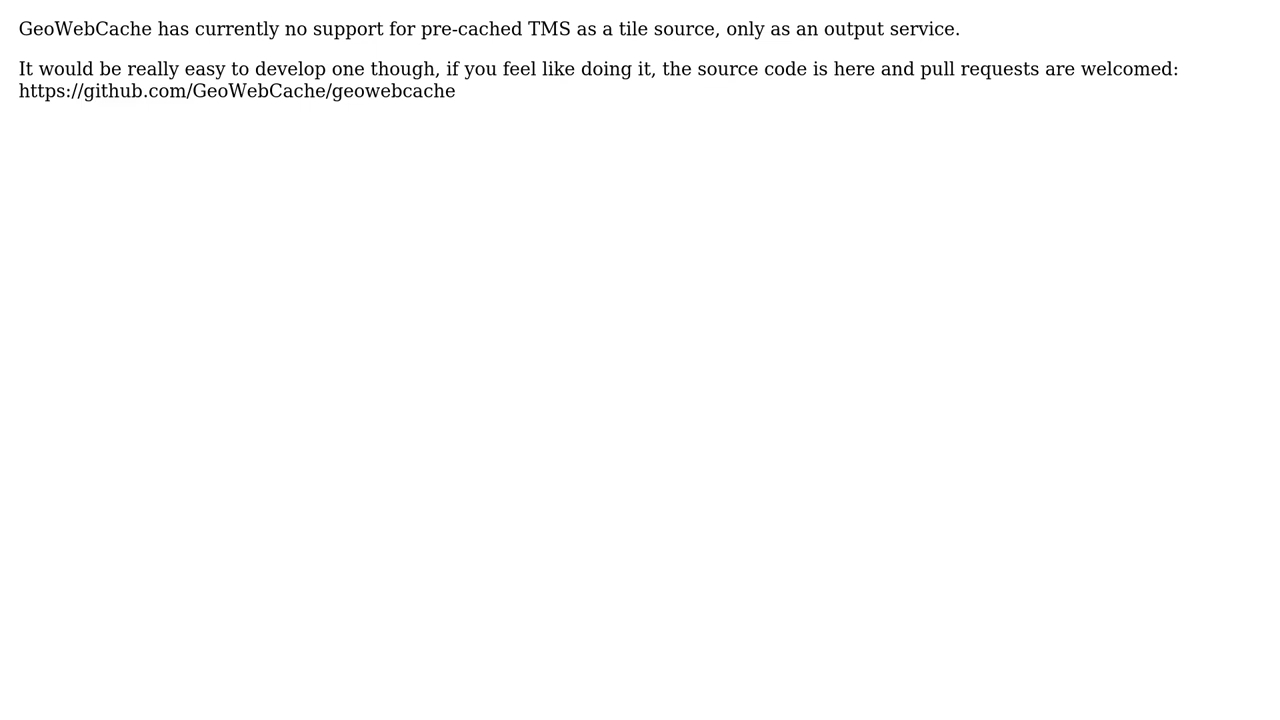 GeoWebCache has currently no support for pre-cached TMS as a tile source, only as an output service.
It would be really easy to develop one though, if you feel like doing it, the source code is here and pull requests are welcomed:
https://github.com/GeoWebCache/geowebcache